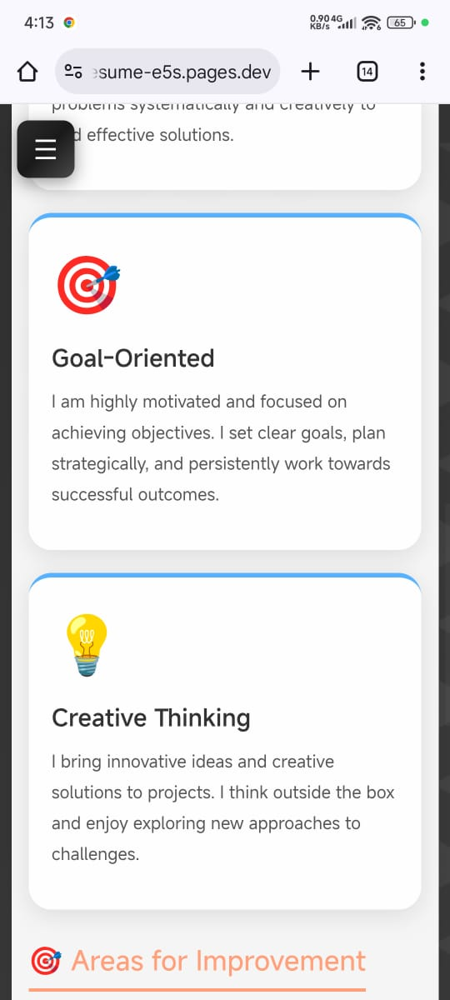 4:13
0.90 4G
KB/s
6
65
sume-e5s.pages.dev
14
problems systematically and creatively to
d effective solutions.
Goal-Oriented
I am highly motivated and focused on
achieving objectives. I set clear goals, plan
strategically, and persistently work towards
successful outcomes.
Creative Thinking
I bring innovative ideas and creative
solutions to projects. I think outside the box
and enjoy exploring new approaches to
challenges.
Areas for Improvement